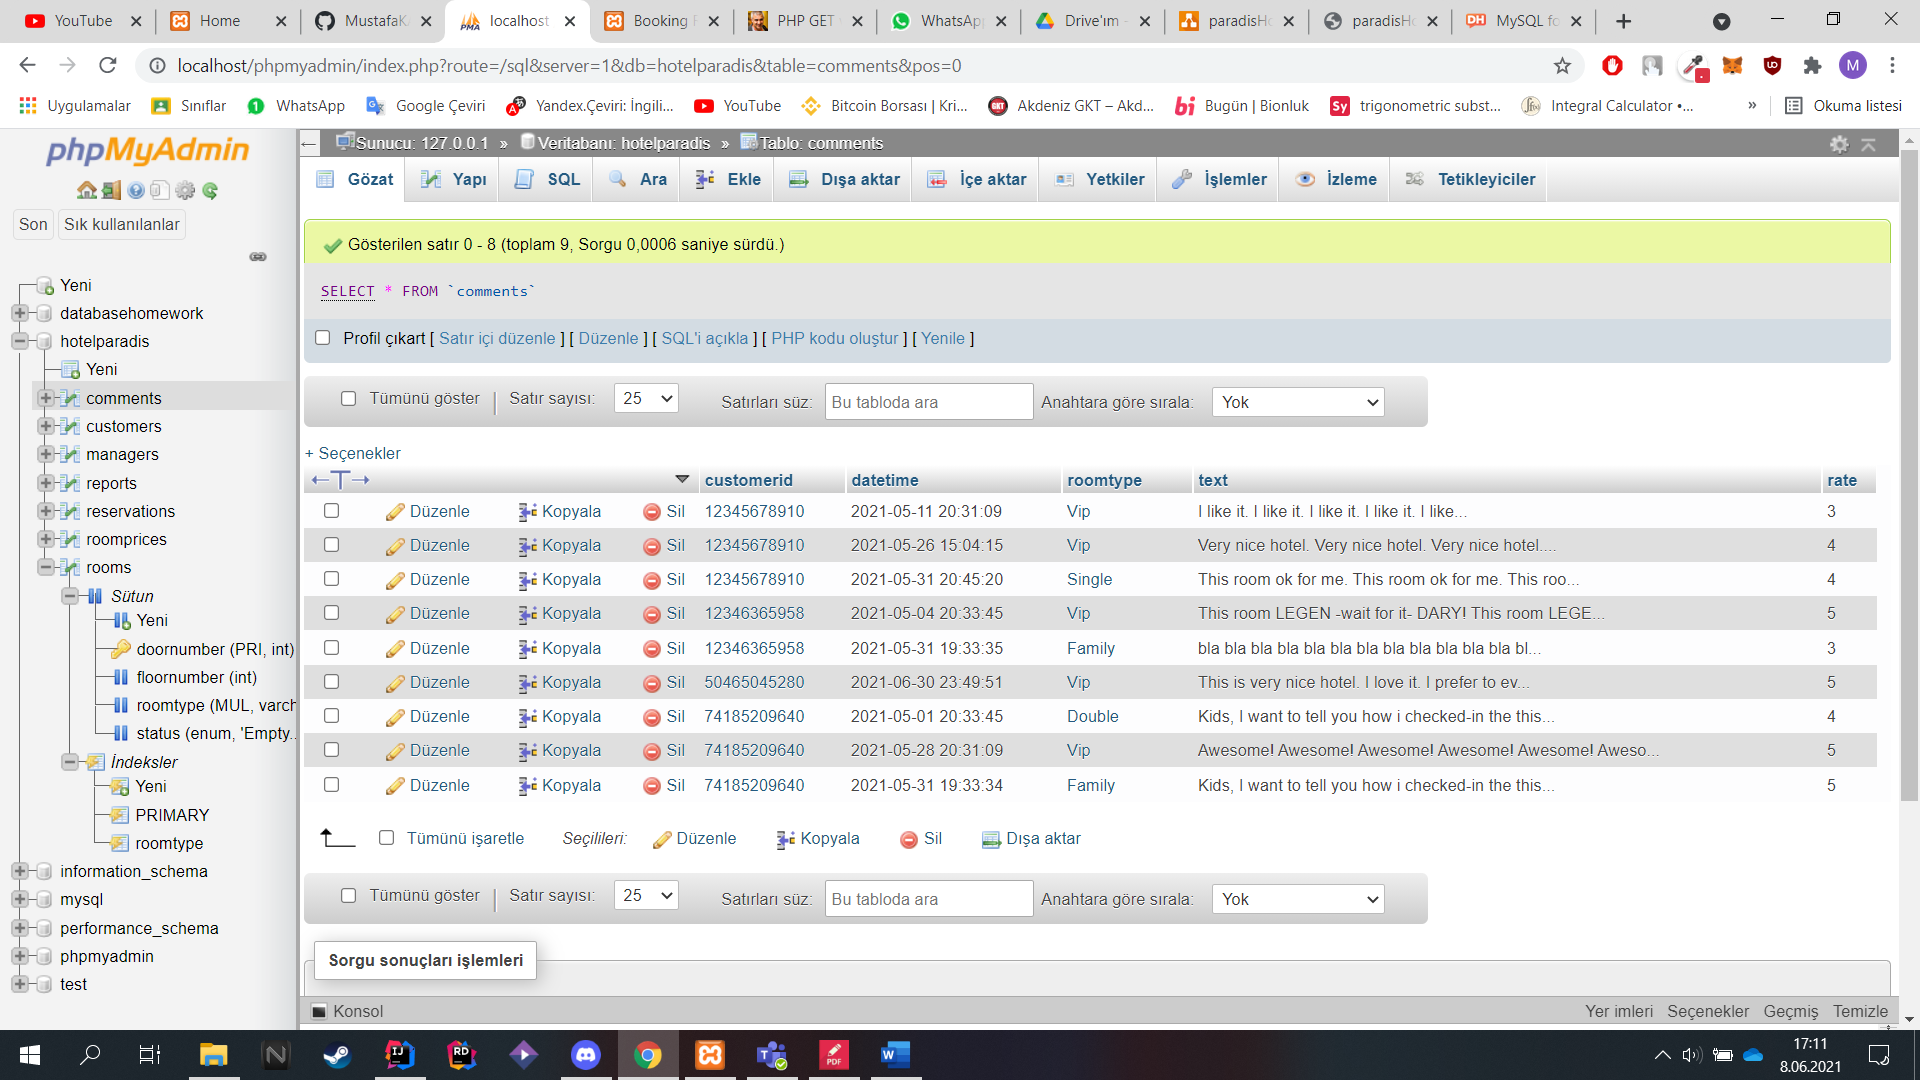 YouTube
Home
MustafaK
localhost
Booking
PHP GET
WhatsAp
Drive'ım -
paradisHo
paradisHo
MySQL fo
localhost/phpmyadmin/index.php?route=/sql&server=1&db=hotelparadis&table=comments&pos=0
M
Uygulamalar
Sınıflar
WhatsApp
Google Çeviri
Yandex.Çeviri: İngili...
YouTube
Bitcoin Borsası | Kri...
Akdeniz GKT – Akd...
Bugün | Bionluk
trigonometric subst...
Integral Calculator •...
»
Okuma listesi
phpMyAdmin
Son
Sık kullanılanlar
Yeni
databasehomework
hotelparadis
Yeni
comments
customers
managers
reports
reservations
roomprices
rooms
Sütun
Yeni
doornumber (PRI, int)
floornumber (int)
roomtype (MUL, varch
status (enum, 'Empty..
İndeksler
Yeni
PRIMARY
roomtype
information_schema
mysql
performance_schema
phpmyadmin
test
Sunucu: 127.0.0.1 » Veritabanı: hotelparadis » Tablo: comments
Gözat
Yapı
SQL
Ara
Ekle
Dışa aktar
İçe aktar
Yetkiler
İşlemler
İzleme
Tetikleyiciler
Gösterilen satır 0 - 8 (toplam 9, Sorgu 0,0006 saniye sürdü.)
SELECT * FROM `comments`
Profil çıkart [ Satır içi düzenle ] [ Düzenle ] [ SQL'i açıkla ] [ PHP kodu oluştur ] [ Yenile ]
Tümünü göster | Satır sayısı: 25 Satırları süz: Bu tabloda ara Anahtara göre sırala: Yok
+ Seçenekler
←T→ customerid datetime roomtype text rate
Düzenle Kopyala Sil 12345678910 2021-05-11 20:31:09 Vip I like it. I like it. I like it. I like it. I like... 3
Düzenle Kopyala Sil 12345678910 2021-05-26 15:04:15 Vip Very nice hotel. Very nice hotel. Very nice hotel.... 4
Düzenle Kopyala Sil 12345678910 2021-05-31 20:45:20 Single This room ok for me. This room ok for me. This roo... 4
Düzenle Kopyala Sil 12346365958 2021-05-04 20:33:45 Vip This room LEGEN -wait for it- DARY! This room LEGE... 5
Düzenle Kopyala Sil 12346365958 2021-05-31 19:33:35 Family bla bla bla bla bla bla bla bla bla bla bla bla bl... 3
Düzenle Kopyala Sil 50465045280 2021-06-30 23:49:51 Vip This is very nice hotel. I love it. I prefer to ev... 5
Düzenle Kopyala Sil 74185209640 2021-05-01 20:33:45 Double Kids, I want to tell you how i checked-in the this... 4
Düzenle Kopyala Sil 74185209640 2021-05-28 20:31:09 Vip Awesome! Awesome! Awesome! Awesome! Awesome! Aweso... 5
Düzenle Kopyala Sil 74185209640 2021-05-31 19:33:34 Family Kids, I want to tell you how i checked-in the this... 5
Tümünü işaretle Seçilileri: Düzenle Kopyala Sil Dışa aktar
Tümünü göster | Satır sayısı: 25 Satırları süz: Bu tabloda ara Anahtara göre sırala: Yok
Sorgu sonuçları işlemleri
Konsol
Yer imleri Seçenekler Geçmiş Temizle
17:11
8.06.2021